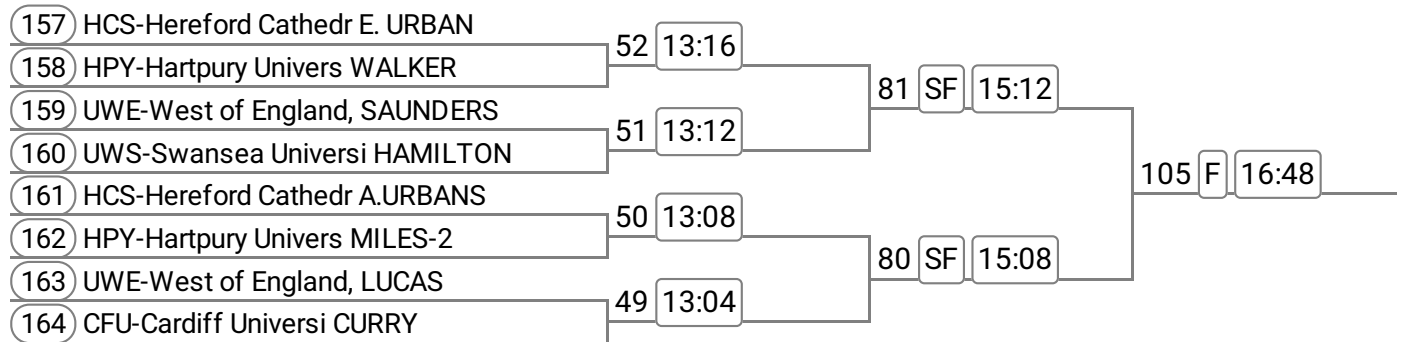 157 HCS-Hereford Cathedr E. URBAN
158 HPY-Hartpury Univers WALKER
159 UWE-West of England, SAUNDERS
160 UWS-Swansea Universi HAMILTON
161 HCS-Hereford Cathedr A.URBANS
162 HPY-Hartpury Univers MILES-2
163 UWE-West of England, LUCAS
164 CFU-Cardiff Universi CURRY
52 13:16
51 13:12
50 13:08
49 13:04
81 SF 15:12
80 SF 15:08
105 F 16:48